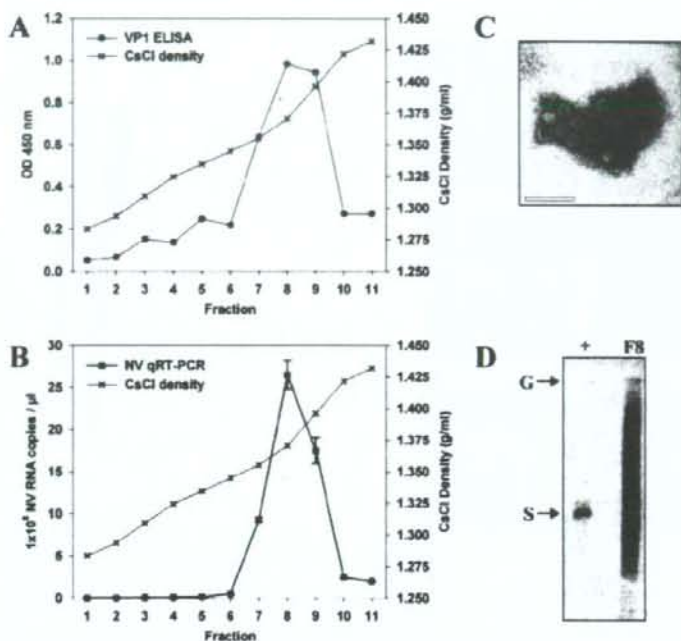 A
VP1 ELISA
CsCl density
OD 450 nm
1.2
1.0
0.8
0.6
0.4
0.2
0.0
1.450
1.425
1.400
1.375
1.350
1.325
1.300
1.275
1.250
CsCl Density (g/ml)
1 2 3 4 5 6 7 8 9 10 11
Fraction
C
B
NV qRT-PCR
CsCl density
NV RNA copies / µl
30
25
20
15
10
5
0
1.450
1.425
1.400
1.375
1.350
1.325
1.300
1.275
1.250
CsCl Density (g/ml)
1 2 3 4 5 6 7 8 9 10 11
Fraction
D
+ F8
G
S